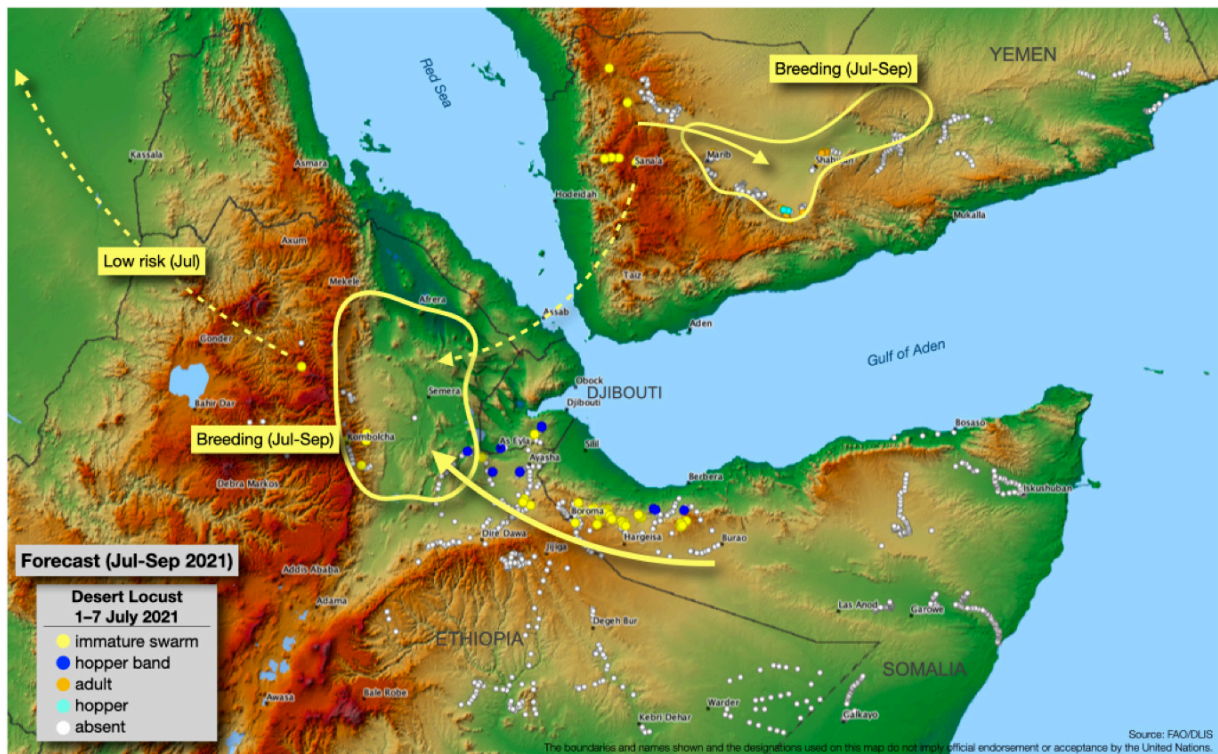 YEMEN
Breeding (Jul-Sep)
Red Sea
Kassala
Asmara
Sana'a
Marib
Hodeidah
Mukalla
Axum
Low risk (Jul)
Mekele
Taiz
Afrera
Assab
Aden
Gonder
Gulf of Aden
Semera
Obock
DJIBOUTI
Djibouti
Bahir Dar
Breeding (Jul-Sep)
Kombolcha
As Eyla
Silil
Bosaso
Ayasha
Berbera
Debra Markos
Iskushuban
Boroma
Dire Dawa
Hargeisa
Burao
Jijiga
Forecast (Jul-Sep 2021)
Addis Ababa
Desert Locust
1–7 July 2021
Adama
Las Anod
Garowe
immature swarm
Degeh Bur
ETHIOPIA
hopper band
SOMALIA
adult
hopper
Awasa
Bale Robe
Warder
absent
Kebri Dehar
Galkayo
Source: FAO/DLIS
The boundaries and names shown and the designations used on this map do not imply official endorsement or acceptance by the United Nations.